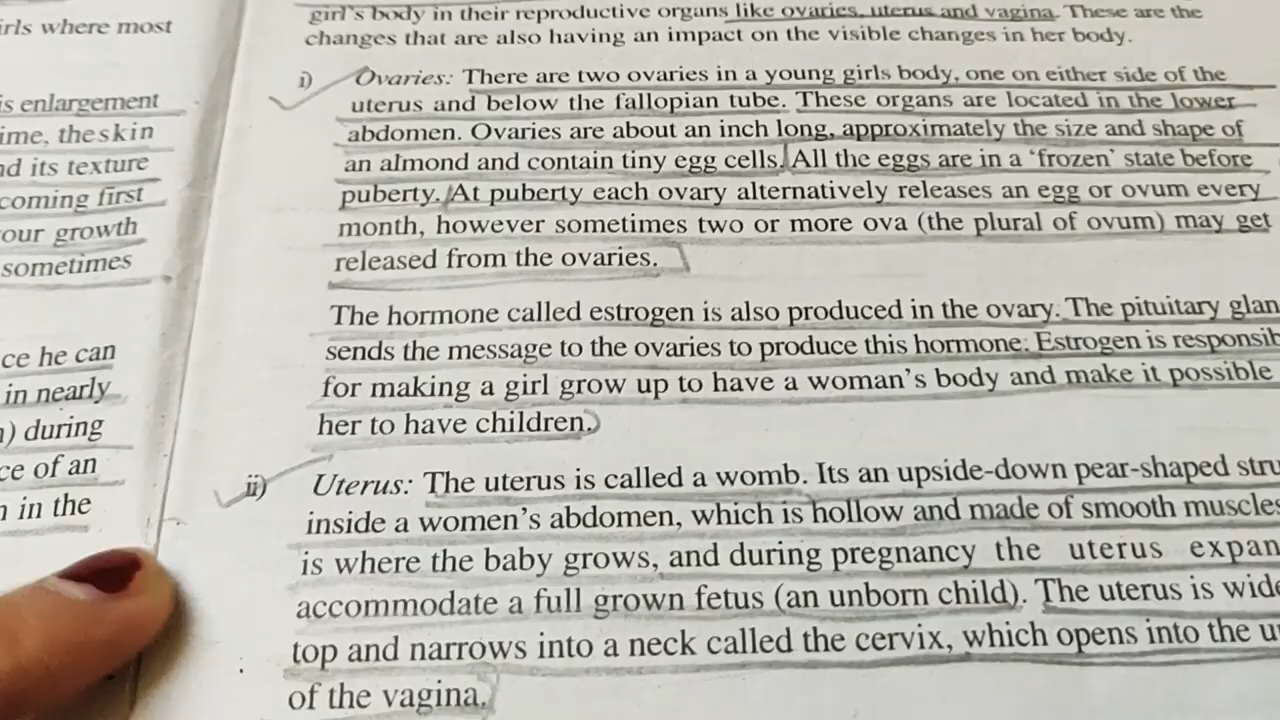 irls where most
is enlargement
ime, theskin
nd its texture
coming first
our growth
sometimes
ce he can
in nearly
) during
ce of an
in the
girl's body in their reproductive organs like ovaries, uterus and vagina. These are the
changes that are also having an impact on the visible changes in her body.
i) Ovaries: There are two ovaries in a young girls body, one on either side of the
uterus and below the fallopian tube. These organs are located in the lower
abdomen. Ovaries are about an inch long, approximately the size and shape of
an almond and contain tiny egg cells. All the eggs are in a ‘frozen’ state before
puberty. At puberty each ovary alternatively releases an egg or ovum every
month, however sometimes two or more ova (the plural of ovum) may get
released from the ovaries.
The hormone called estrogen is also produced in the ovary. The pituitary glan
sends the message to the ovaries to produce this hormone. Estrogen is responsib
for making a girl grow up to have a woman's body and make it possible
her to have children.
ii) Uterus: The uterus is called a womb. Its an upside-down pear-shaped stru
inside a women's abdomen, which is hollow and made of smooth muscles
is where the baby grows, and during pregnancy the uterus expan
accommodate a full grown fetus (an unborn child). The uterus is wide
top and narrows into a neck called the cervix, which opens into the u
of the vagina.